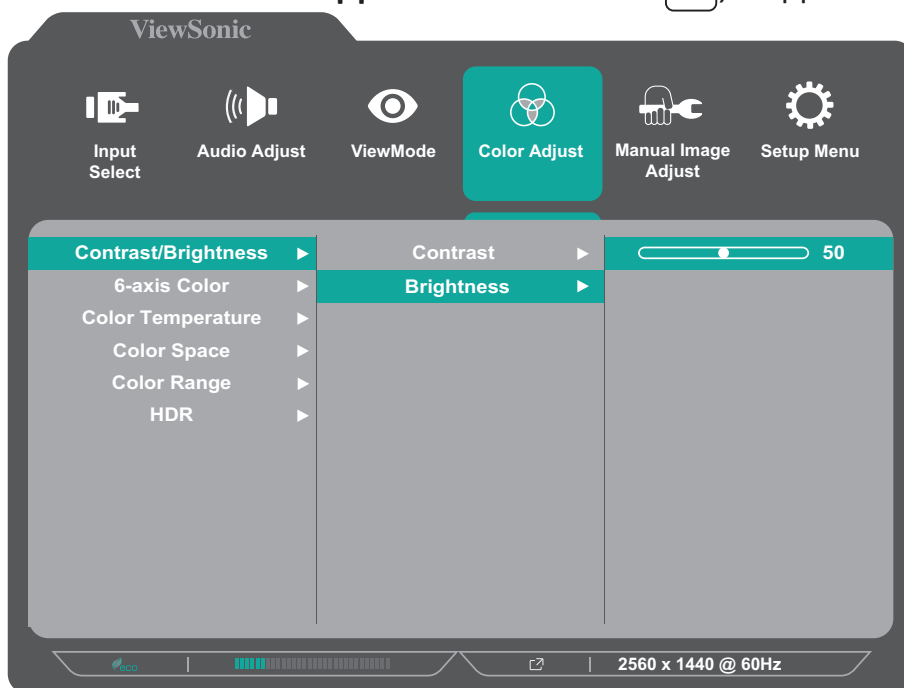 ViewSonic
Input Select
Audio Adjust
ViewMode
Color Adjust
Manual Image Adjust
Setup Menu
Contrast/Brightness
Contrast
50
6-axis Color
Brightness
Color Temperature
Color Space
Color Range
HDR
eco
2560 x 1440 @ 60Hz